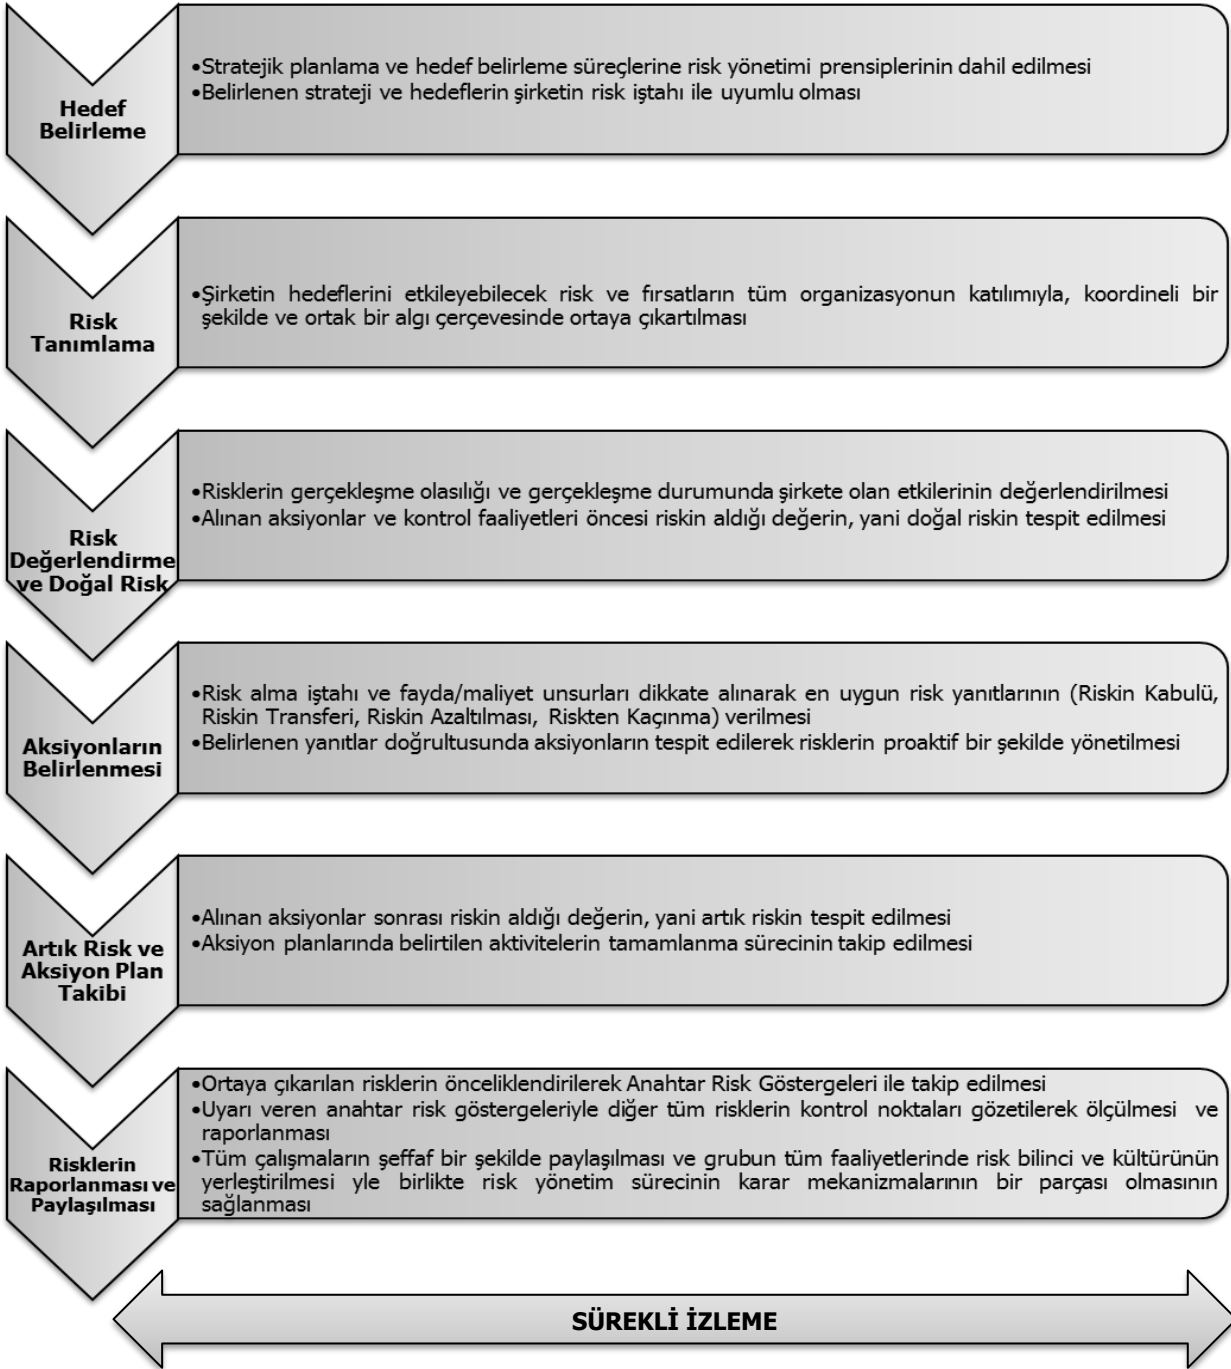 Hedef
Belirleme
•Stratejik planlama ve hedef belirleme süreçlerine risk yönetimi prensiplerinin dahil edilmesi
•Belirlenen strateji ve hedeflerin şirketin risk iştahı ile uyumlu olması
Risk
Tanımlama
•Şirketin hedeflerini etkileyebilecek risk ve fırsatların tüm organizasyonun katılımıyla, koordineli bir
şekilde ve ortak bir algı çerçevesinde ortaya çıkartılması
Risk
Değerlendirme
ve Doğal Risk
•Risklerin gerçekleşme olasılığı ve gerçekleşme durumunda şirkete olan etkilerinin değerlendirilmesi
•Alınan aksiyonlar ve kontrol faaliyetleri öncesi riskin aldığı değerin, yani doğal riskin tespit edilmesi
Aksiyonların
Belirlenmesi
•Risk alma iştahı ve fayda/maliyet unsurları dikkate alınarak en uygun risk yanıtlarının (Riskin Kabulü,
Riskin Transferi, Riskin Azaltılması, Riskten Kaçınma) verilmesi
•Belirlenen yanıtlar doğrultusunda aksiyonların tespit edilerek risklerin proaktif bir şekilde yönetilmesi
Artık Risk ve
Aksiyon Plan
Takibi
•Alınan aksiyonlar sonrası riskin aldığı değerin, yani artık riskin tespit edilmesi
•Aksiyon planlarında belirtilen aktivitelerin tamamlanma sürecinin takip edilmesi
Risklerin
Raporlanması ve
Paylaşılması
•Ortaya çıkarılan risklerin önceliklendirilerek Anahtar Risk Göstergeleri ile takip edilmesi
•Uyarı veren anahtar risk göstergeleriyle diğer tüm risklerin kontrol noktaları gözetilerek ölçülmesi ve
raporlanması
•Tüm çalışmaların şeffaf bir şekilde paylaşılması ve grubun tüm faaliyetlerinde risk bilinci ve kültürünün
yerleştirilmesi yle birlikte risk yönetim sürecinin karar mekanizmalarının bir parçası olmasının
sağlanması
SÜREKLİ İZLEME